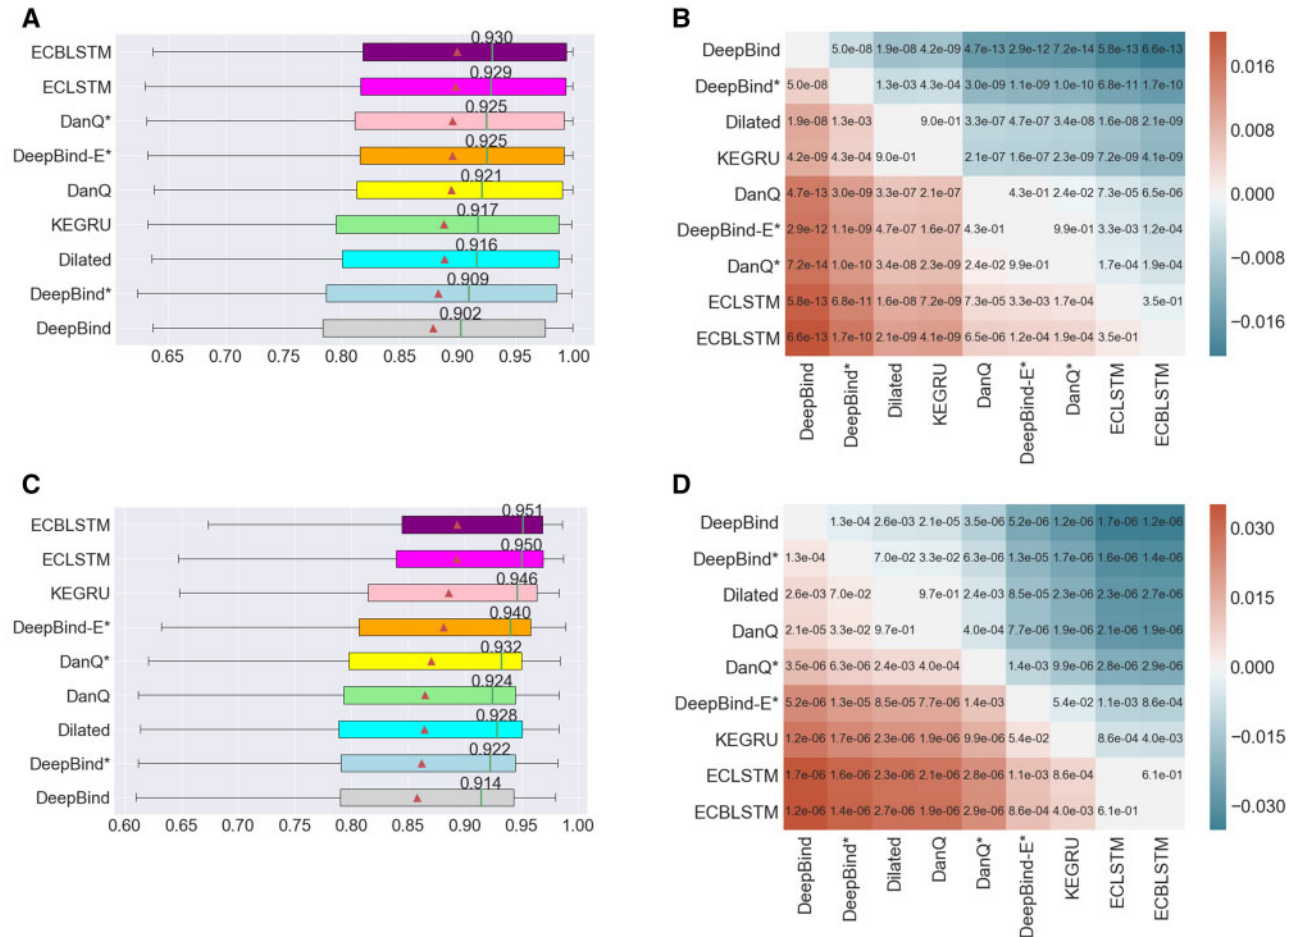 A
ECBLSTM 0.930
ECLSTM 0.929
DanQ* 0.925
DeepBind-E* 0.925
DanQ 0.921
KEGRU 0.917
Dilated 0.916
DeepBind* 0.909
DeepBind 0.902
0.65 0.70 0.75 0.80 0.85 0.90 0.95 1.00
B
DeepBind 5.0e-08 1.9e-08 4.2e-09 4.7e-13 2.9e-12 7.2e-14 5.8e-13 6.6e-13
DeepBind* 5.0e-08 1.3e-03 4.3e-04 3.0e-09 1.1e-09 1.0e-10 6.8e-11 1.7e-10
Dilated 1.9e-08 1.3e-03 9.0e-01 3.3e-07 4.7e-07 3.4e-08 1.6e-08 2.1e-09
KEGRU 4.2e-09 4.3e-04 9.0e-01 2.1e-07 1.6e-07 2.3e-09 7.2e-09 4.1e-09
DanQ 4.7e-13 3.0e-09 3.3e-07 2.1e-07 4.3e-01 2.4e-02 7.3e-05 6.5e-06
DeepBind-E* 2.9e-12 1.1e-09 4.7e-07 1.6e-07 4.3e-01 9.9e-01 3.3e-03 1.2e-04
DanQ* 7.2e-14 1.0e-10 3.4e-08 2.3e-09 2.4e-02 9.9e-01 1.7e-04 1.9e-04
ECLSTM 5.8e-13 6.8e-11 1.6e-08 7.2e-09 7.3e-05 3.3e-03 1.7e-04 3.5e-01
ECBLSTM 6.6e-13 1.7e-10 2.1e-09 4.1e-09 6.5e-06 1.2e-04 1.9e-04 3.5e-01
DeepBind DeepBind* Dilated KEGRU DanQ DeepBind-E* DanQ* ECLSTM ECBLSTM
0.016
0.008
0.000
−0.008
−0.016
C
ECBLSTM 0.951
ECLSTM 0.950
KEGRU 0.946
DeepBind-E* 0.940
DanQ* 0.932
DanQ 0.924
Dilated 0.928
DeepBind* 0.922
DeepBind 0.914
0.60 0.65 0.70 0.75 0.80 0.85 0.90 0.95 1.00
D
DeepBind 1.3e-04 2.6e-03 2.1e-05 3.5e-06 5.2e-06 1.2e-06 1.7e-06 1.2e-06
DeepBind* 1.3e-04 7.0e-02 3.3e-02 6.3e-06 1.3e-05 1.7e-06 1.6e-06 1.4e-06
Dilated 2.6e-03 7.0e-02 9.7e-01 2.4e-03 8.5e-05 2.3e-06 2.3e-06 2.7e-06
DanQ 2.1e-05 3.3e-02 9.7e-01 4.0e-04 7.7e-06 1.9e-06 2.1e-06 1.9e-06
DanQ* 3.5e-06 6.3e-06 2.4e-03 4.0e-04 1.4e-03 9.9e-06 2.8e-06 2.9e-06
DeepBind-E* 5.2e-06 1.3e-05 8.5e-05 7.7e-06 1.4e-03 5.4e-02 1.1e-03 8.6e-04
KEGRU 1.2e-06 1.7e-06 2.3e-06 1.9e-06 9.9e-06 5.4e-02 8.6e-04 4.0e-03
ECLSTM 1.7e-06 1.6e-06 2.3e-06 2.1e-06 2.8e-06 1.1e-03 8.6e-04 6.1e-01
ECBLSTM 1.2e-06 1.4e-06 2.7e-06 1.9e-06 2.9e-06 8.6e-04 4.0e-03 6.1e-01
DeepBind DeepBind* Dilated DanQ DanQ* DeepBind-E* KEGRU ECLSTM ECBLSTM
0.030
0.015
0.000
−0.015
−0.030